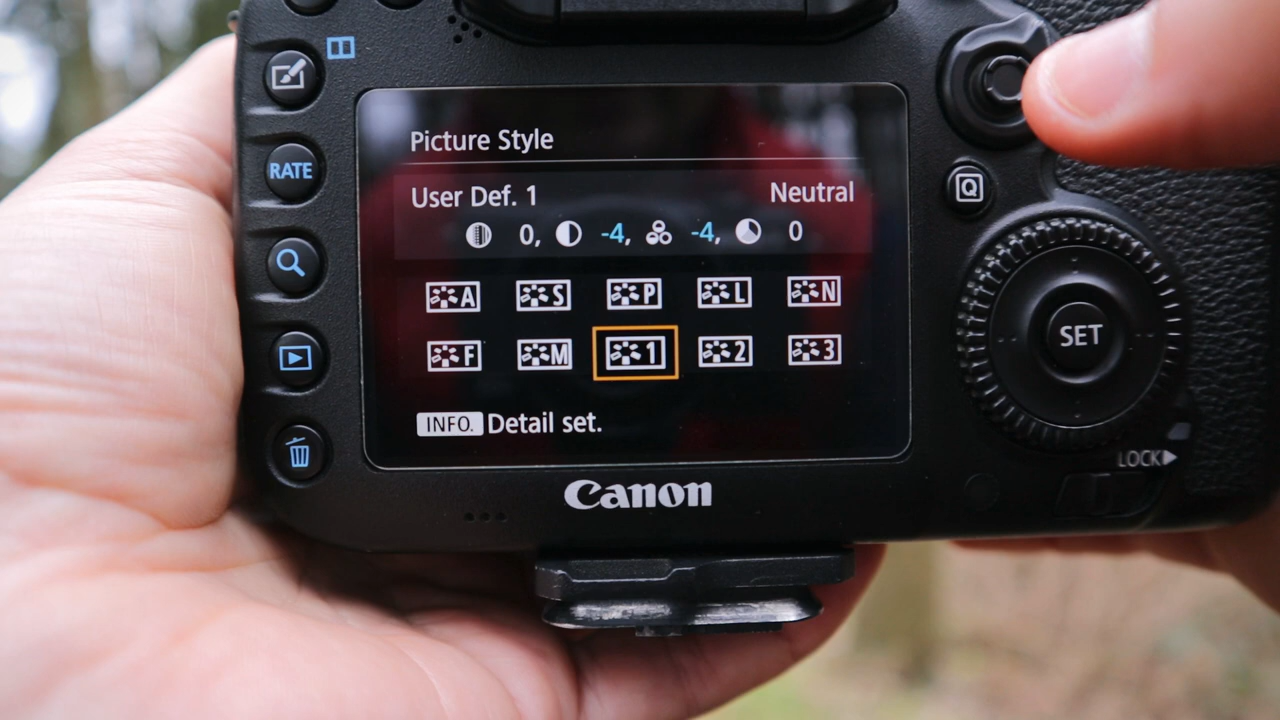 RATE
Picture Style
User Def. 1 Neutral
0, -4, -4, 0
A S P L N
F M 1 2 3
INFO. Detail set.
Canon
Q
SET
LOCK